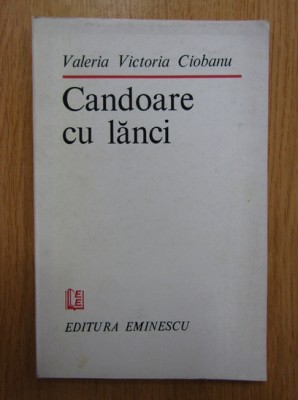 Valeria Victoria Ciobanu
Candoare
cu lănci
EDITURA EMINESCU